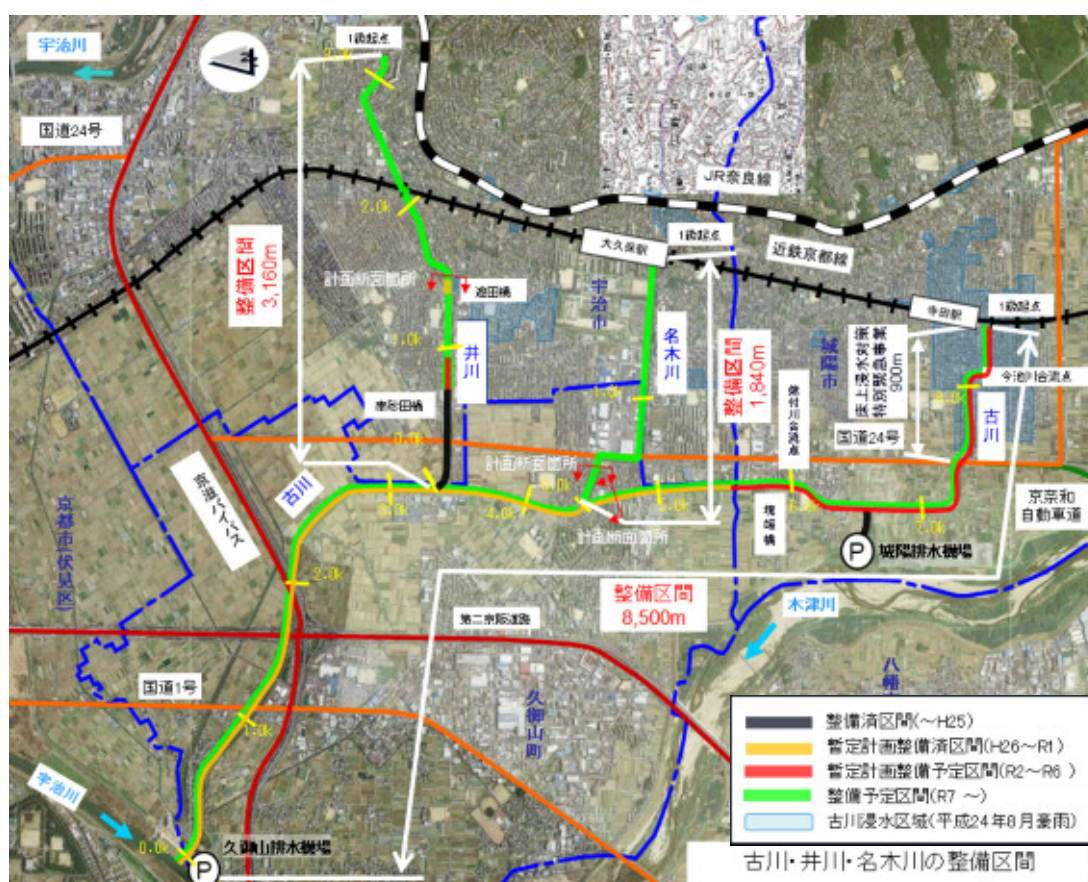 宇治川
国道24号
1級起点
3.0k
JR奈良線
2.0k
大久保駅
1級起点
近鉄京都線
整備区間
3,160m
計画断面箇所
遊田橋
宇治市
寺田駅
1級起点
1.0k
井川
名木川
整備区間
1,840m
城陽市
床上浸水対策
特別緊急事業
900m
今池川合流点
8.0k
古川
1.0k
0.0k
国道24号
計画断面箇所
京滋バイパス
古川
3.0k
4.0k
5.0k
6.0k
7.0k
計画断面箇所
京奈和
自動車道
P
城陽排水機場
京都市(伏見区)
2.0k
整備区間
8,500m
木津川
第二京阪道路
国道1号
久御山町
1.0k
宇治川
0.0k
P
久御山排水機場
整備済区間(~H25)
暫定計画整備済区間(H26~R1)
暫定計画整備予定区間(R2~R6 )
整備予定区間(R7 ~)
古川浸水区域(平成24年8月豪雨)
古川・井川・名木川の整備区間